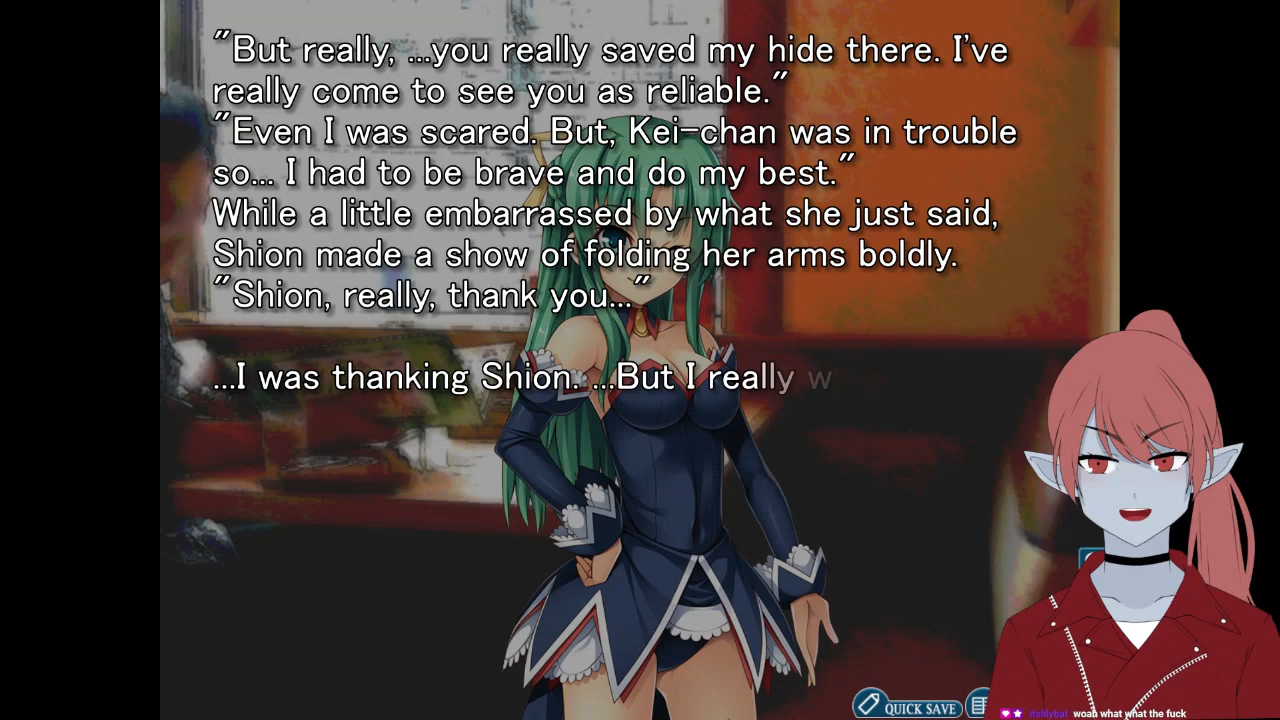 "But really, ...you really saved my hide there. I've
really come to see you as reliable."
"Even I was scared. But, Kei-chan was in trouble
so... I had to be brave and do my best."
While a little embarrassed by what she just said,
Shion made a show of folding her arms boldly.
"Shion, really, thank you..."
...I was thanking Shion. ...But I really w
QUICK SAVE
itslilybat woah what what the fuck